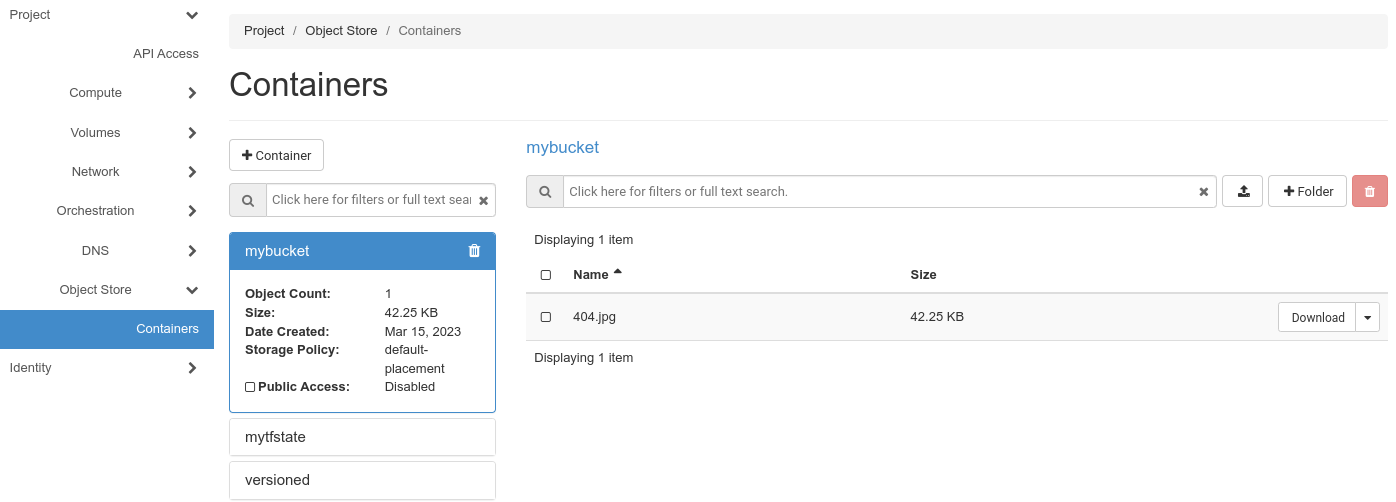 Project
API Access
Compute
Volumes
Network
Orchestration
DNS
Object Store
Containers
Identity
Project / Object Store / Containers
Containers
Container
Click here for filters or full text sear
mybucket
Object Count: 1
Size: 42.25 KB
Date Created: Mar 15, 2023
Storage Policy: default-
placement
Public Access: Disabled
mytfstate
versioned
mybucket
Click here for filters or full text search.
Folder
Displaying 1 item
Name Size
404.jpg 42.25 KB Download
Displaying 1 item